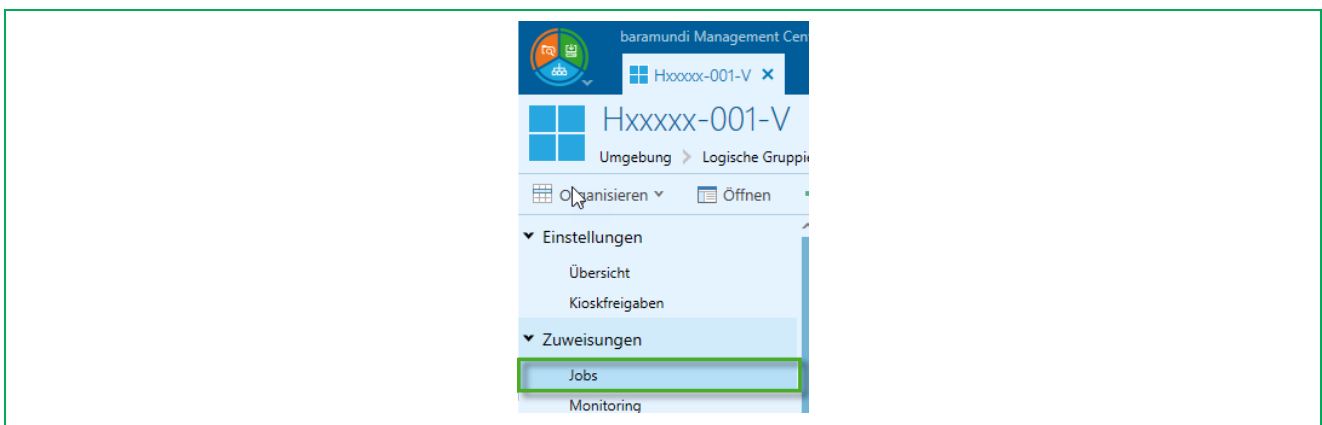 baramundi Management Cen
Hxxxxx-001-V
Hxxxxx-001-V
Umgebung > Logische Gruppi
Organisieren Öffnen
Einstellungen
Übersicht
Kioskfreigaben
Zuweisungen
Jobs
Monitoring